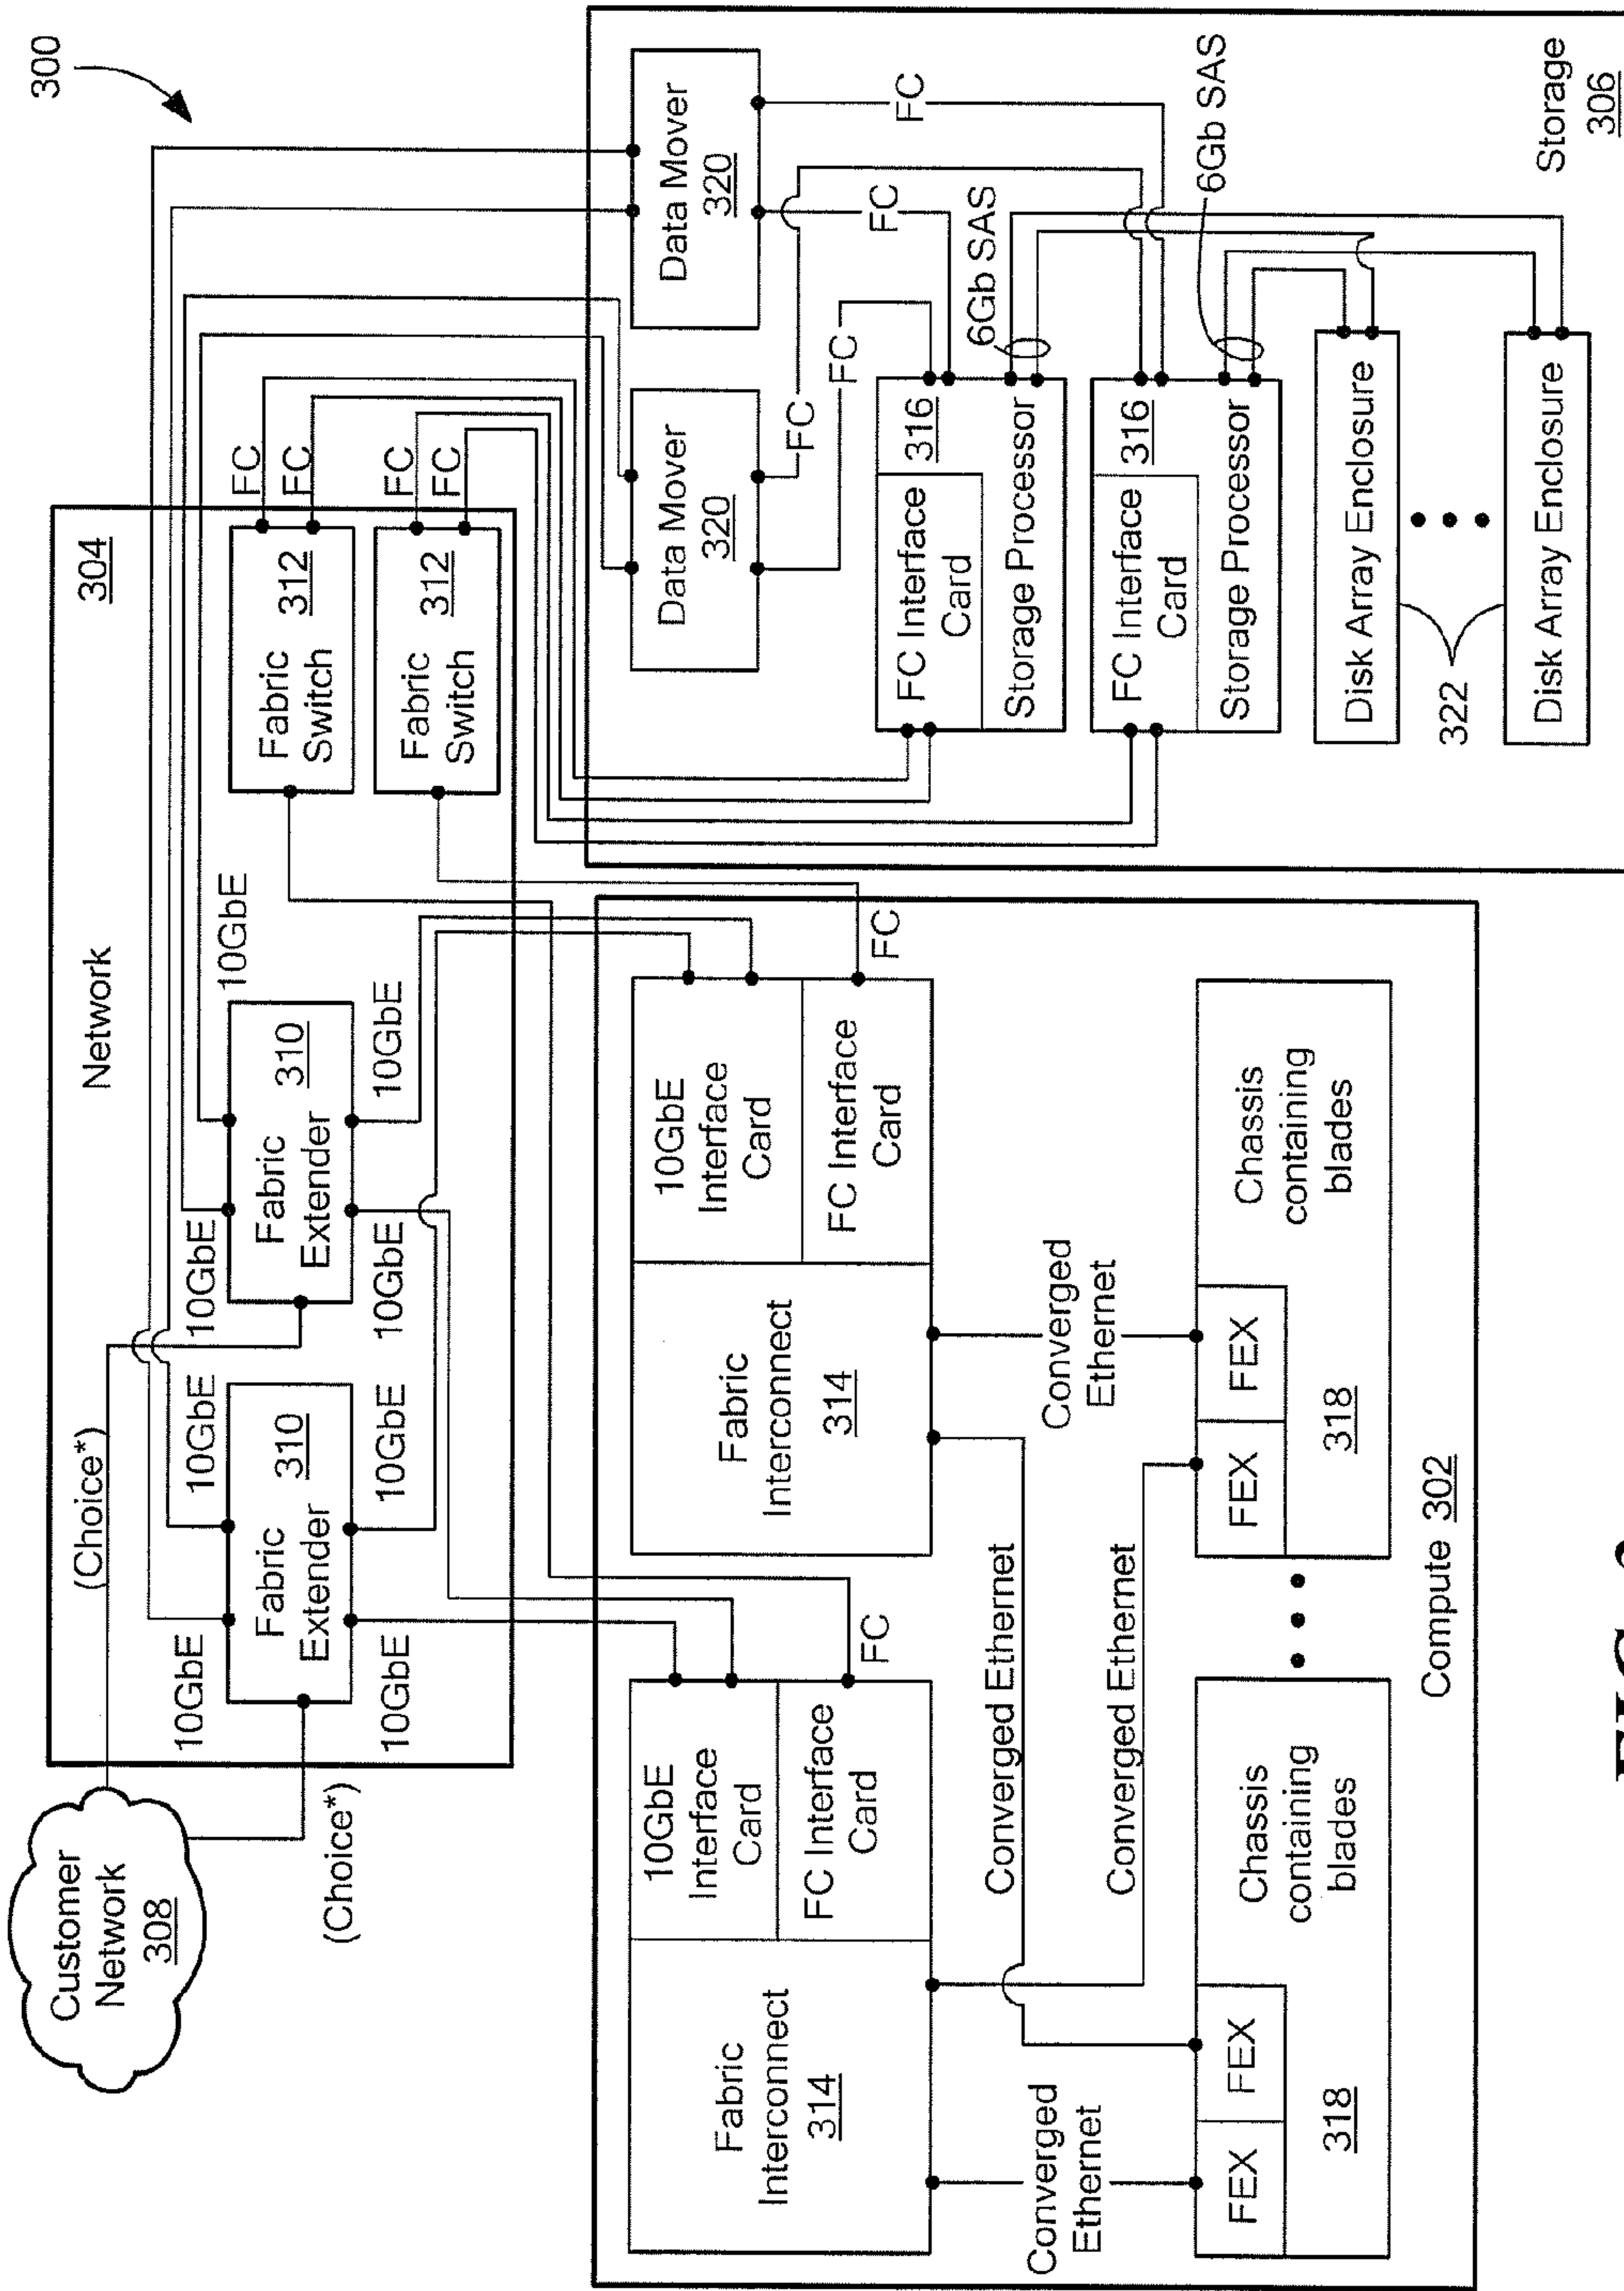 300
Customer
Network
308
(Choice*)
(Choice*)
Network
304
10GbE
10GbE
10GbE
10GbE
Fabric
Extender
310
Fabric
Extender
310
10GbE
10GbE
10GbE
10GbE
Fabric
Switch
312
Fabric
Switch
312
FC
FC
FC
FC
Fabric
Interconnect
314
10GbE
Interface
Card
FC Interface
Card
FC
Fabric
Interconnect
314
10GbE
Interface
Card
FC Interface
Card
FC
Converged
Ethernet
Converged Ethernet
Converged Ethernet
Converged
Ethernet
FEX
FEX
318
Chassis
containing
blades
FEX
FEX
318
Chassis
containing
blades
Compute 302
Data Mover
320
Data Mover
320
FC
FC
FC
FC
FC Interface
Card
316
Storage Processor
6Gb SAS
FC Interface
Card
316
Storage Processor
6Gb SAS
Disk Array Enclosure
322
Disk Array Enclosure
Storage
306